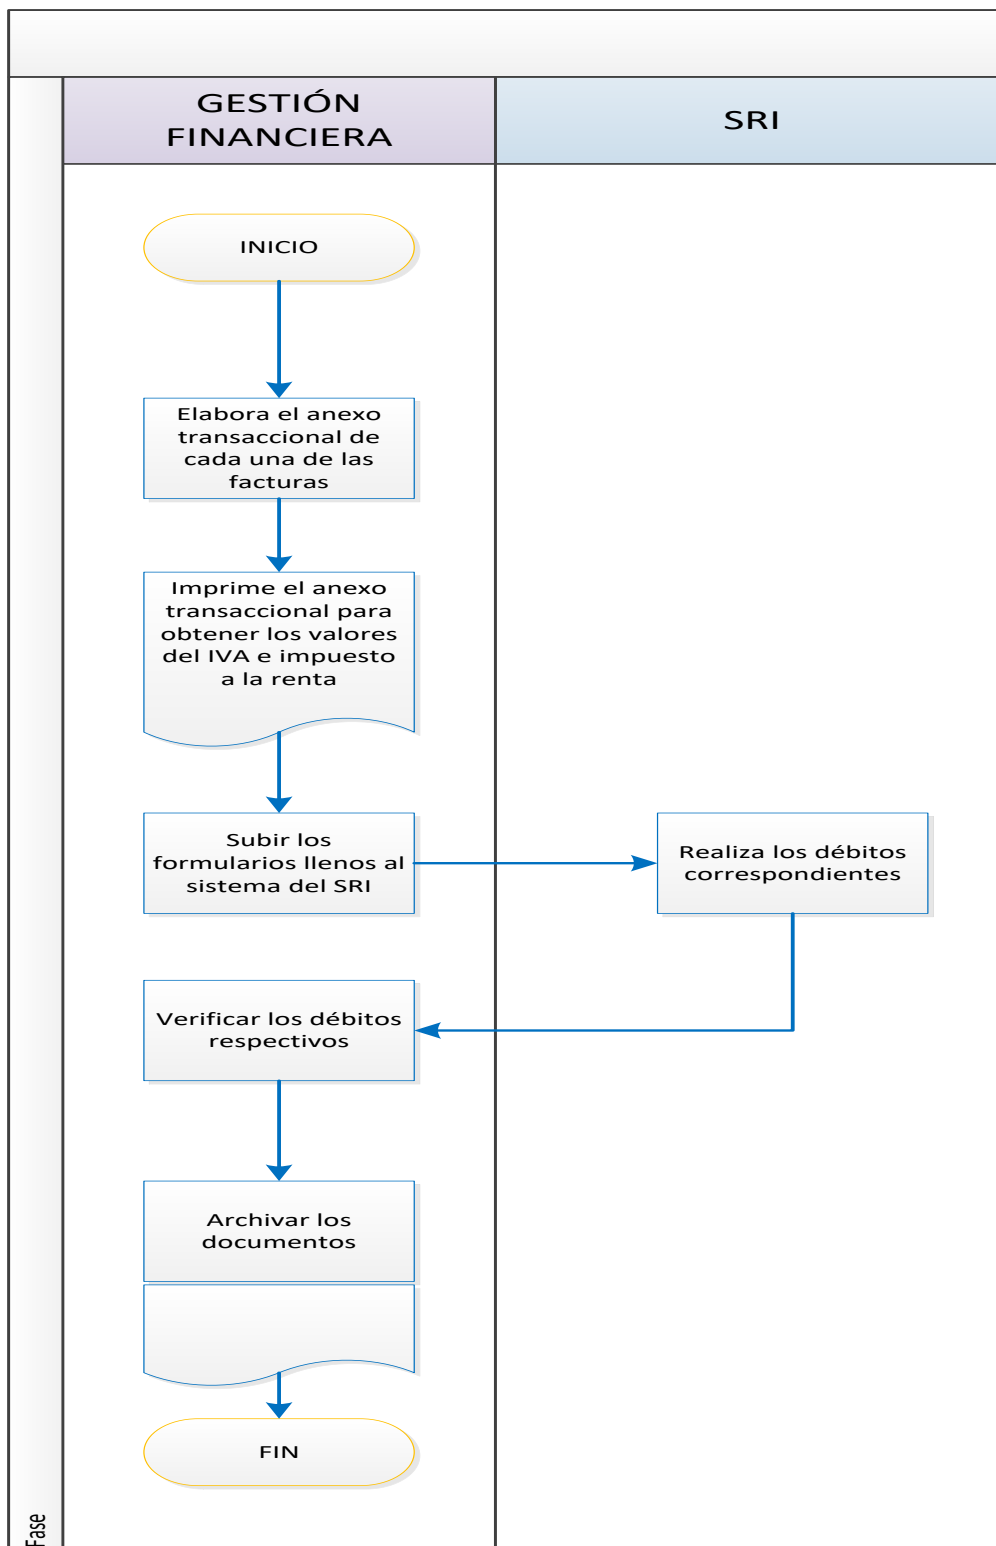 GESTIÓN
FINANCIERA
SRI
INICIO
Elabora el anexo
transaccional de
cada una de las
facturas
Imprime el anexo
transaccional para
obtener los valores
del IVA e impuesto
a la renta
Subir los
formularios llenos al
sistema del SRI
Realiza los débitos
correspondientes
Verificar los débitos
respectivos
Archivar los
documentos
FIN
Fase